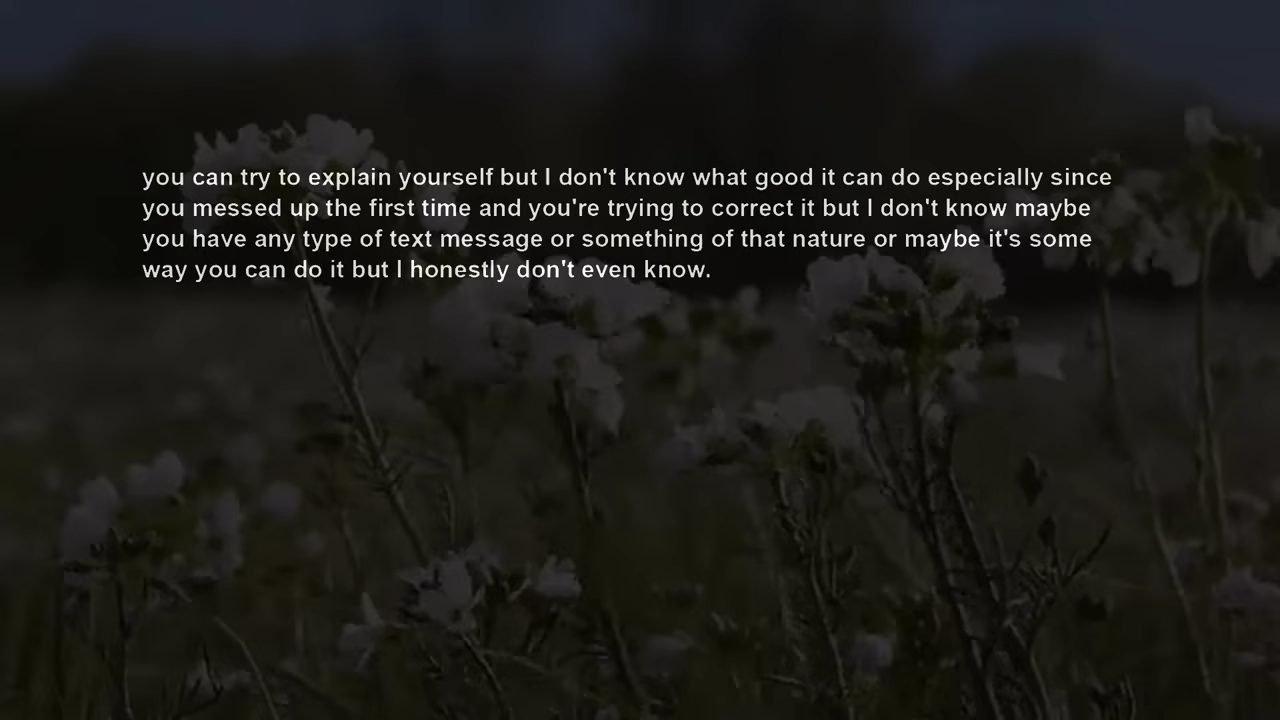 you can try to explain yourself but I don't know what good it can do especially since
you messed up the first time and you're trying to correct it but I don't know maybe
you have any type of text message or something of that nature or maybe it's some
way you can do it but I honestly don't even know.